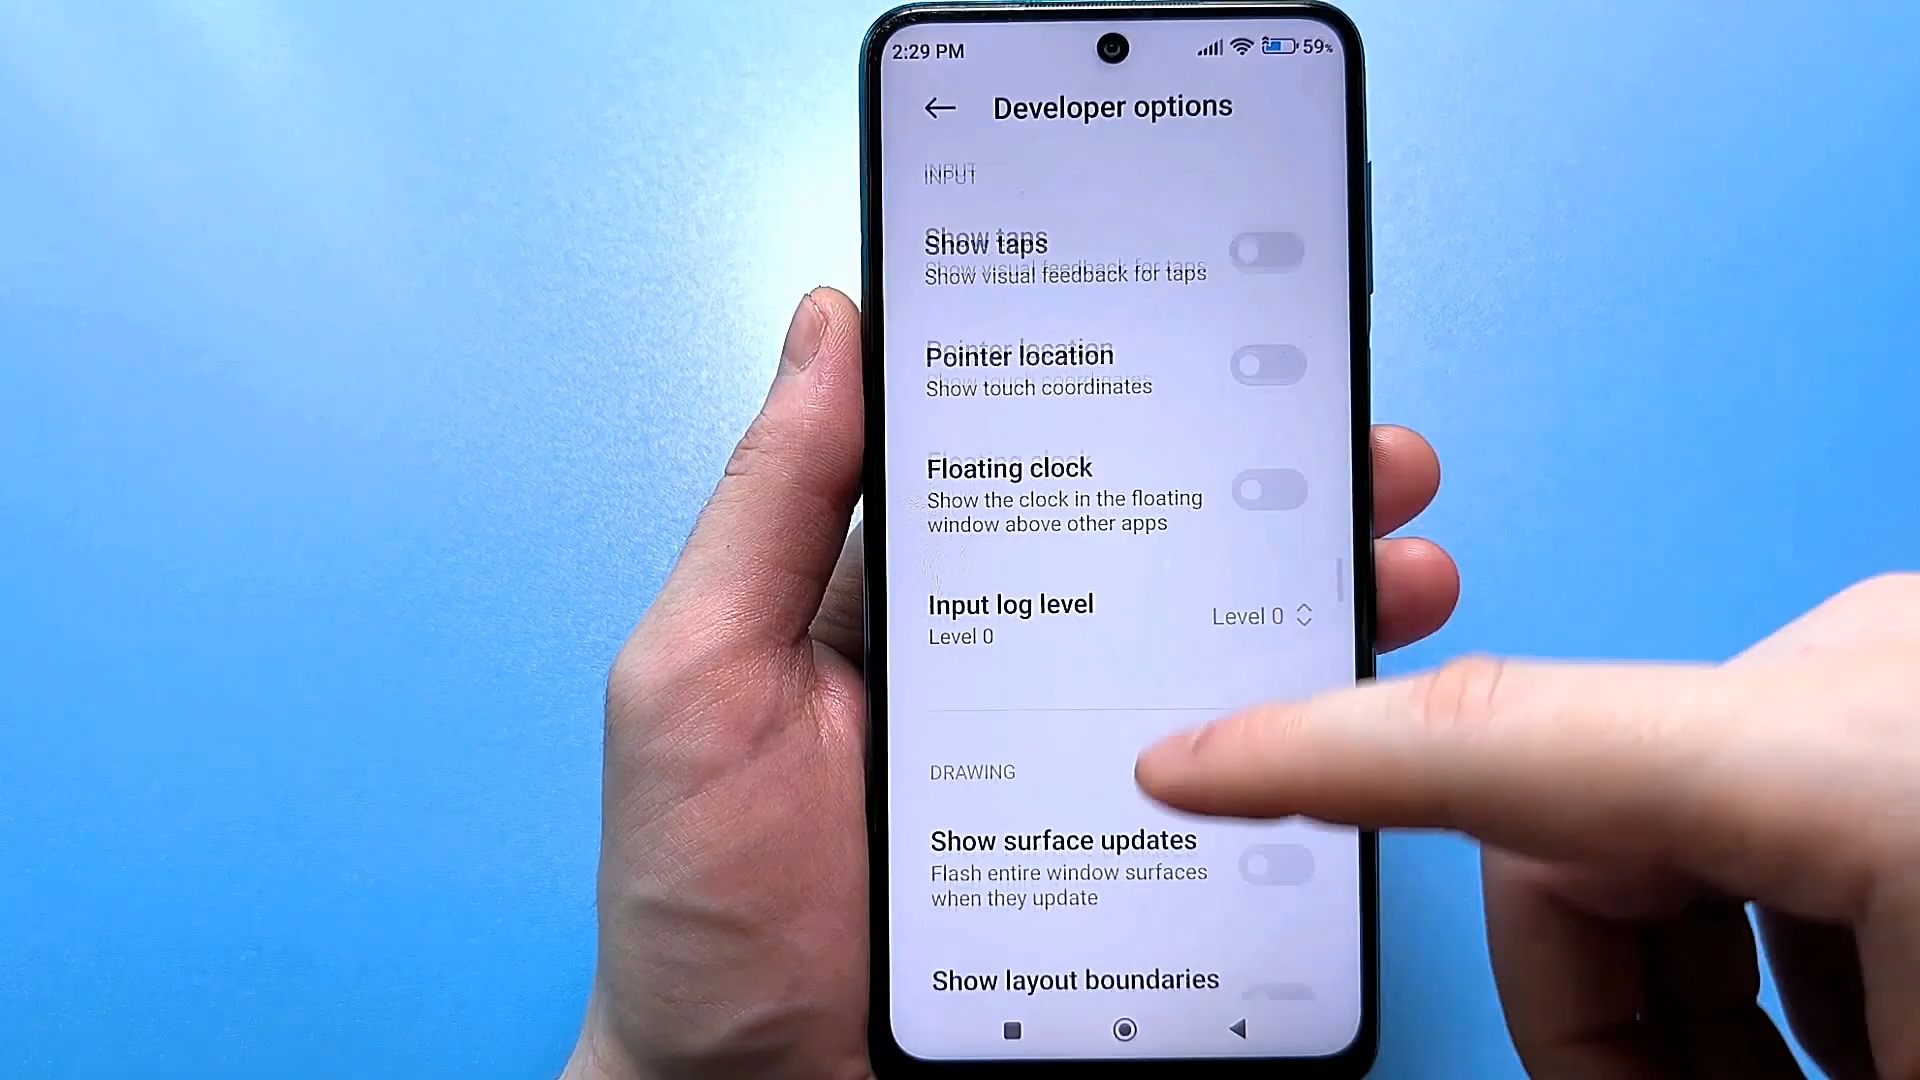 2:29 PM
59%
Developer options
INPUT
Show taps
Show visual feedback for taps
Pointer location
Show touch coordinates
Floating clock
Show the clock in the floating
window above other apps
Input log level
Level 0
Level 0
DRAWING
Show surface updates
Flash entire window surfaces
when they update
Show layout boundaries